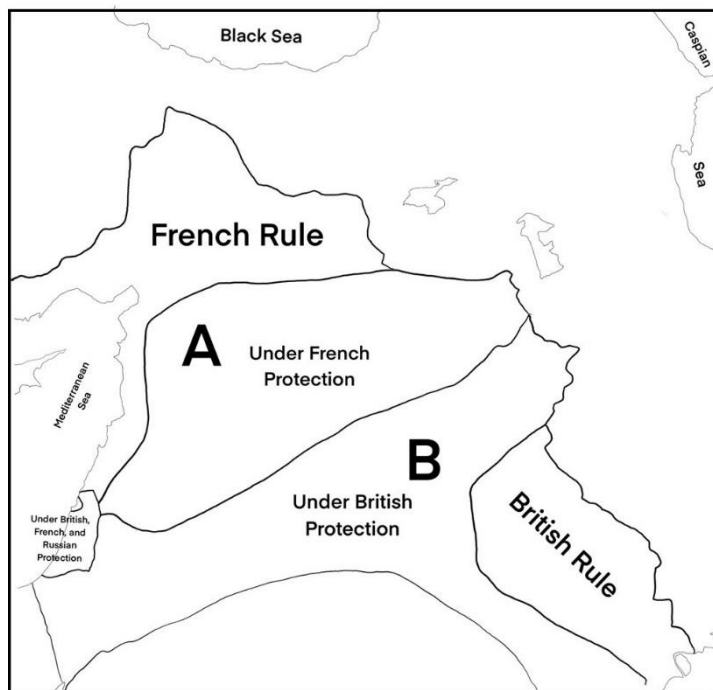 Black Sea
Caspian
Sea
French Rule
A
Under French
Protection
Mediterranean
Sea
B
Under British
Protection
Under British,
French, and
Russian
Protection
British Rule